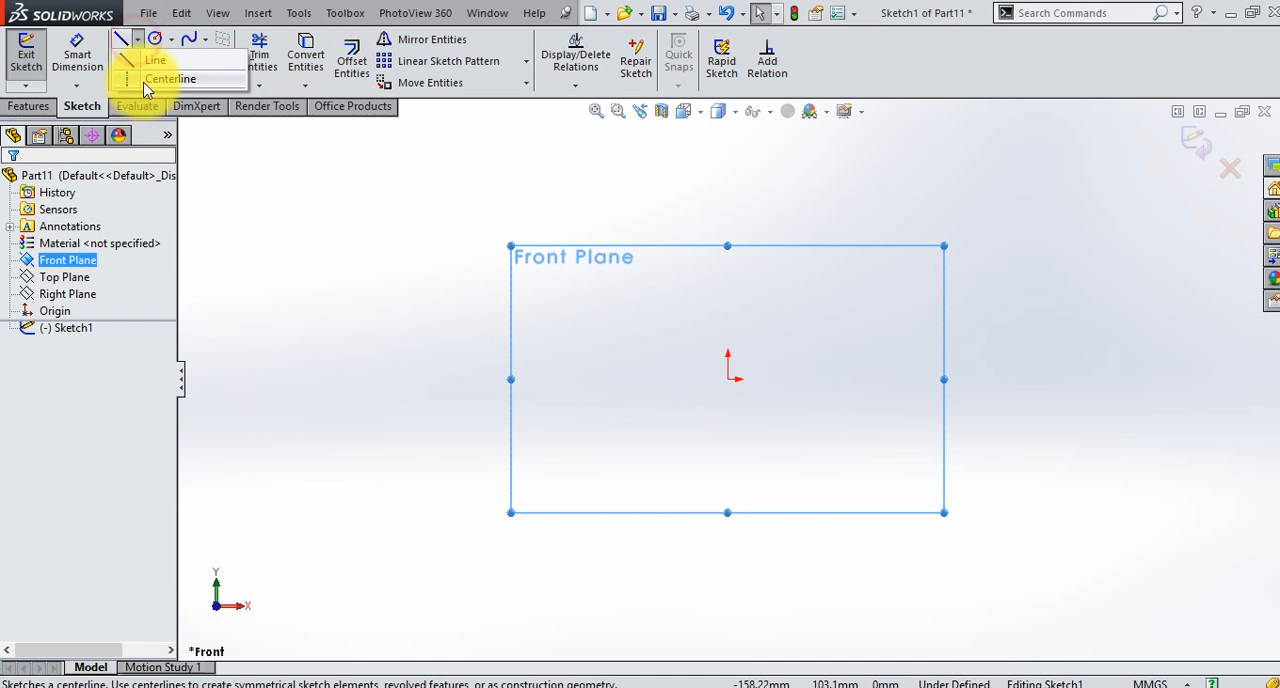 SOLIDWORKS File Edit View Insert Tools Toolbox PhotoView 360 Window Help Sketch1 of Part11 * Search Commands
Exit Sketch
Smart Dimension
Line
Centerline
Trim Entities
Convert Entities
Offset Entities
Mirror Entities
Linear Sketch Pattern
Move Entities
Display/Delete Relations
Repair Sketch
Quick Snaps
Rapid Sketch
Add Relation
Features Sketch Evaluate DimXpert Render Tools Office Products
Part11 (Default<<Default>_Dis
History
Sensors
Annotations
Material <not specified>
Front Plane
Top Plane
Right Plane
Origin
(-) Sketch1
Front Plane
Y
X
*Front
Model Motion Study 1
Sketches a centerline. Use centerlines to create symmetrical sketch elements, revolved features, or as construction geometry. -158.22mm 103.1mm 0mm Under Defined Editing Sketch1 MMGS